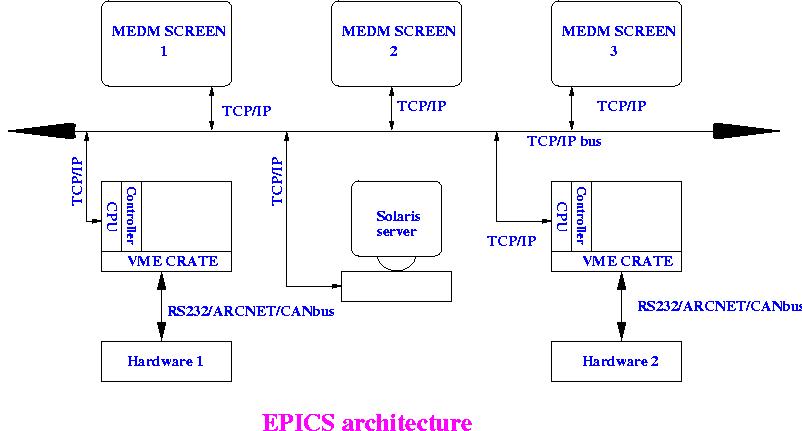 MEDM SCREEN
1
MEDM SCREEN
2
MEDM SCREEN
3
TCP/IP
TCP/IP
TCP/IP
TCP/IP bus
TCP/IP
CPU
Controller
VME CRATE
TCP/IP
Solaris
server
TCP/IP
CPU
Controller
VME CRATE
RS232/ARCNET/CANbus
RS232/ARCNET/CANbus
Hardware 1
Hardware 2
EPICS architecture